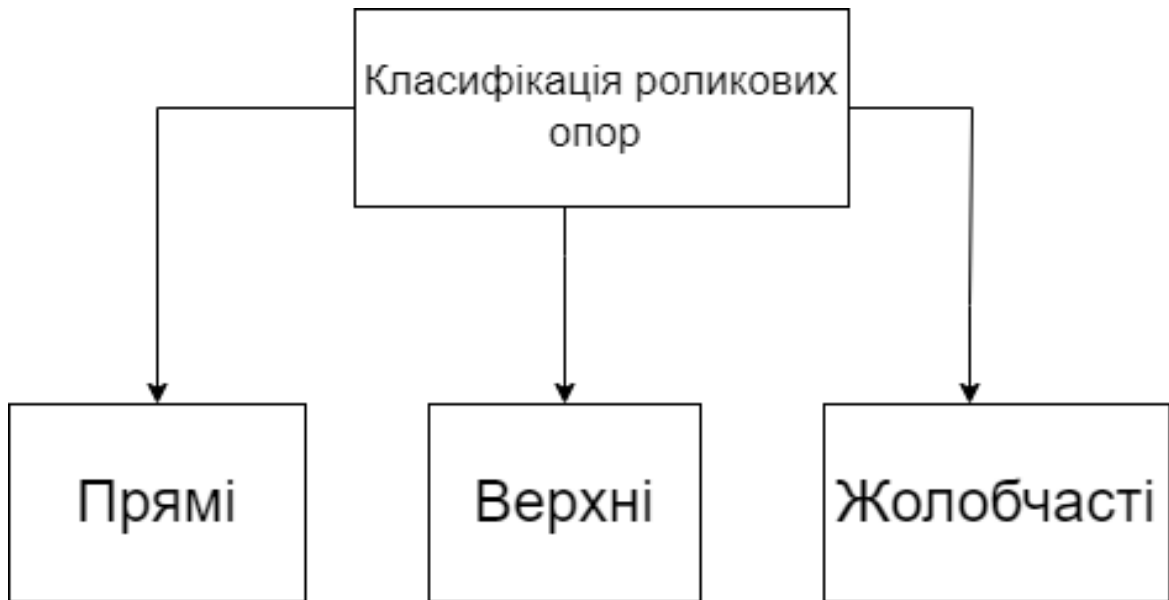 Класифікація роликових
опор
Прямі
Верхні
Жолобчасті